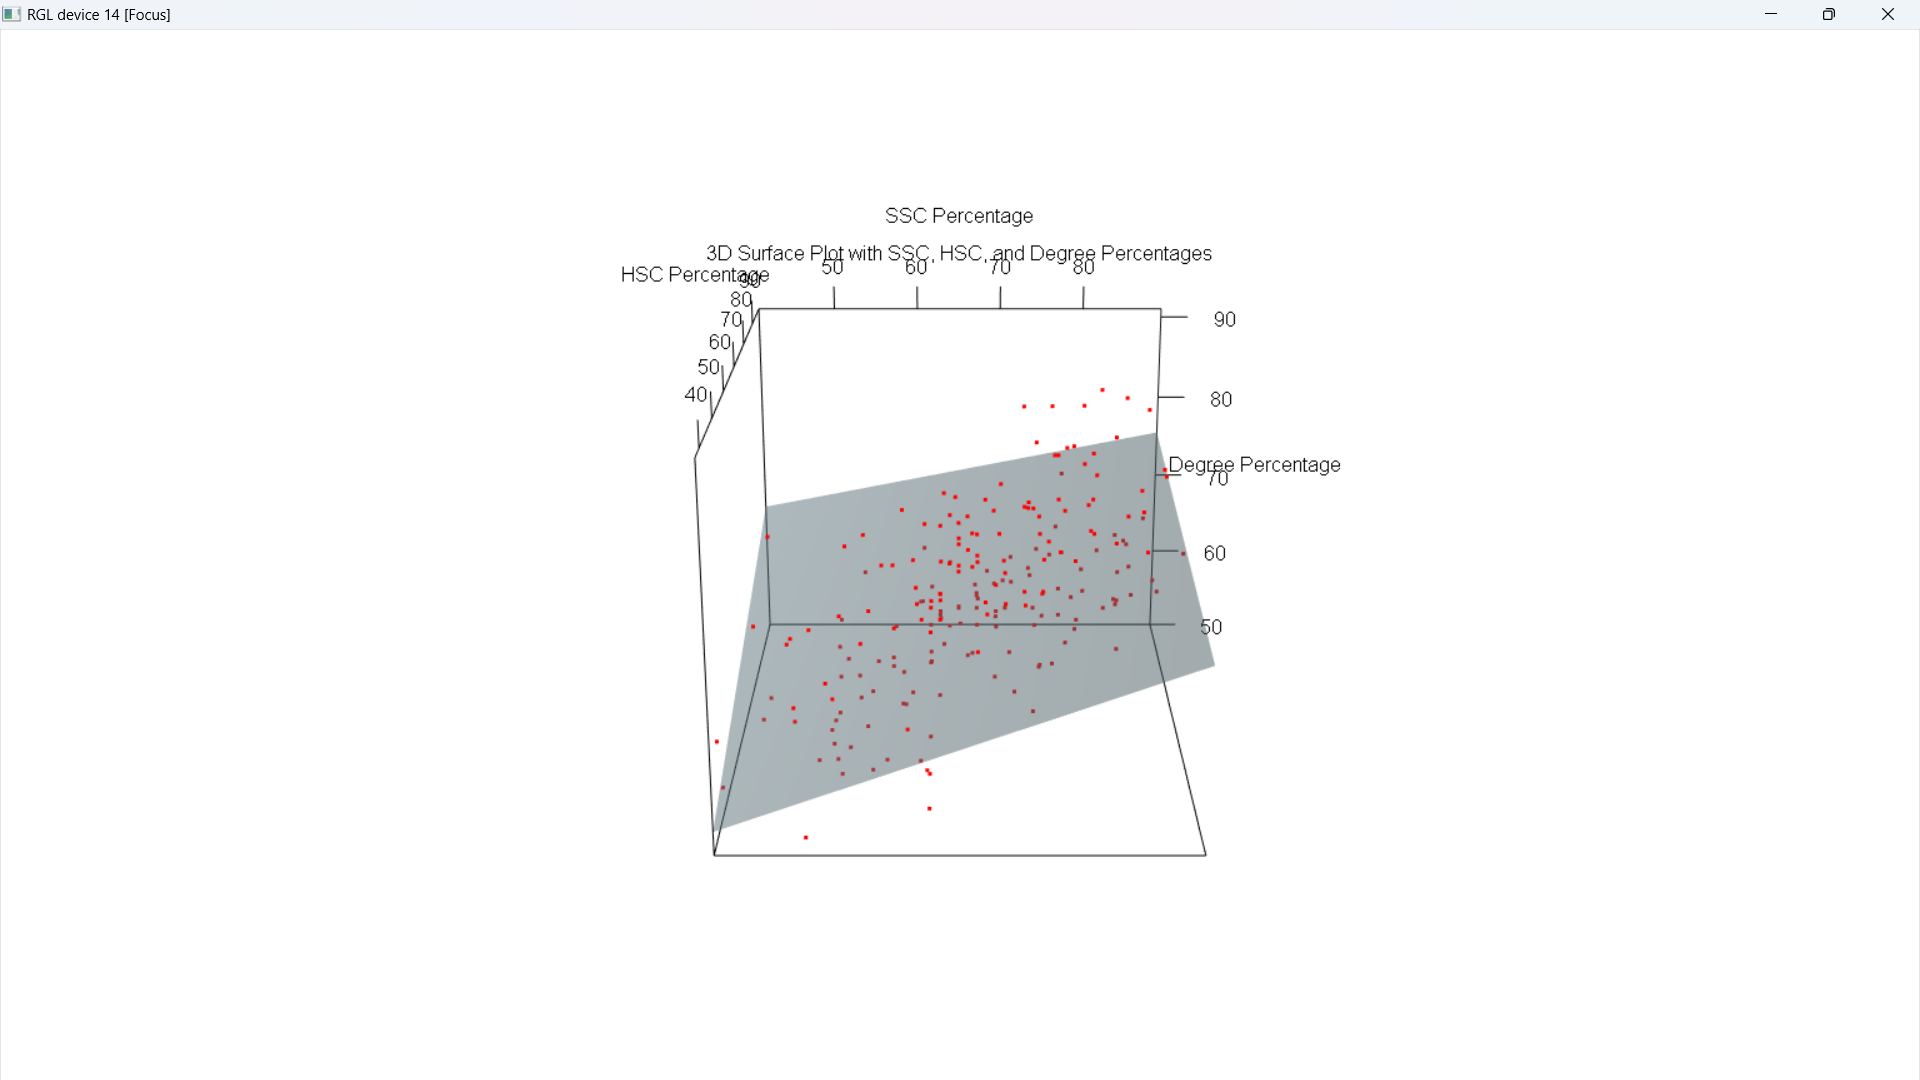 RGL device 14 [Focus]
SSC Percentage
3D Surface Plot with SSC, HSC, and Degree Percentages
HSC Percentage
50 60 70 80
90
80
70
60
50
40
90
80
Degree Percentage
70
60
50